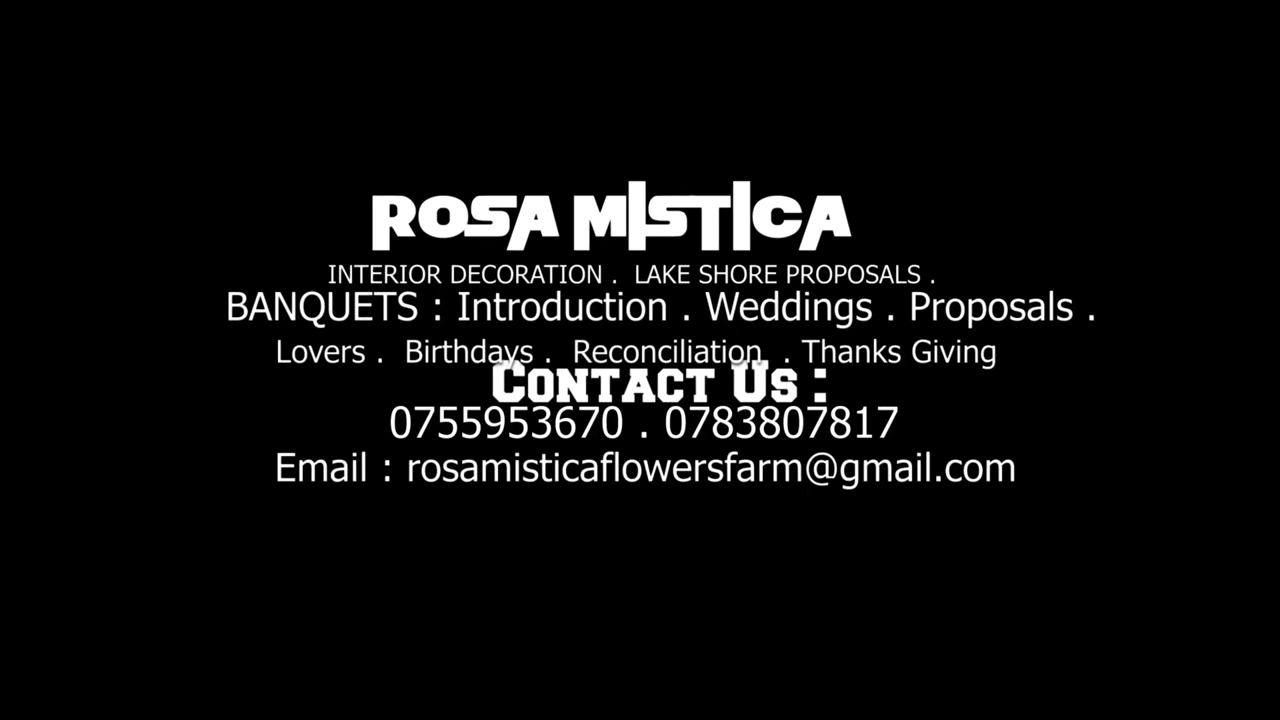 ROSA MISTICA
INTERIOR DECORATION . LAKE SHORE PROPOSALS .
BANQUETS : Introduction . Weddings . Proposals .
Lovers . Birthdays . Reconciliation . Thanks Giving
CONTACT US :
0755953670 . 0783807817
Email : rosamisticaflowersfarm@gmail.com